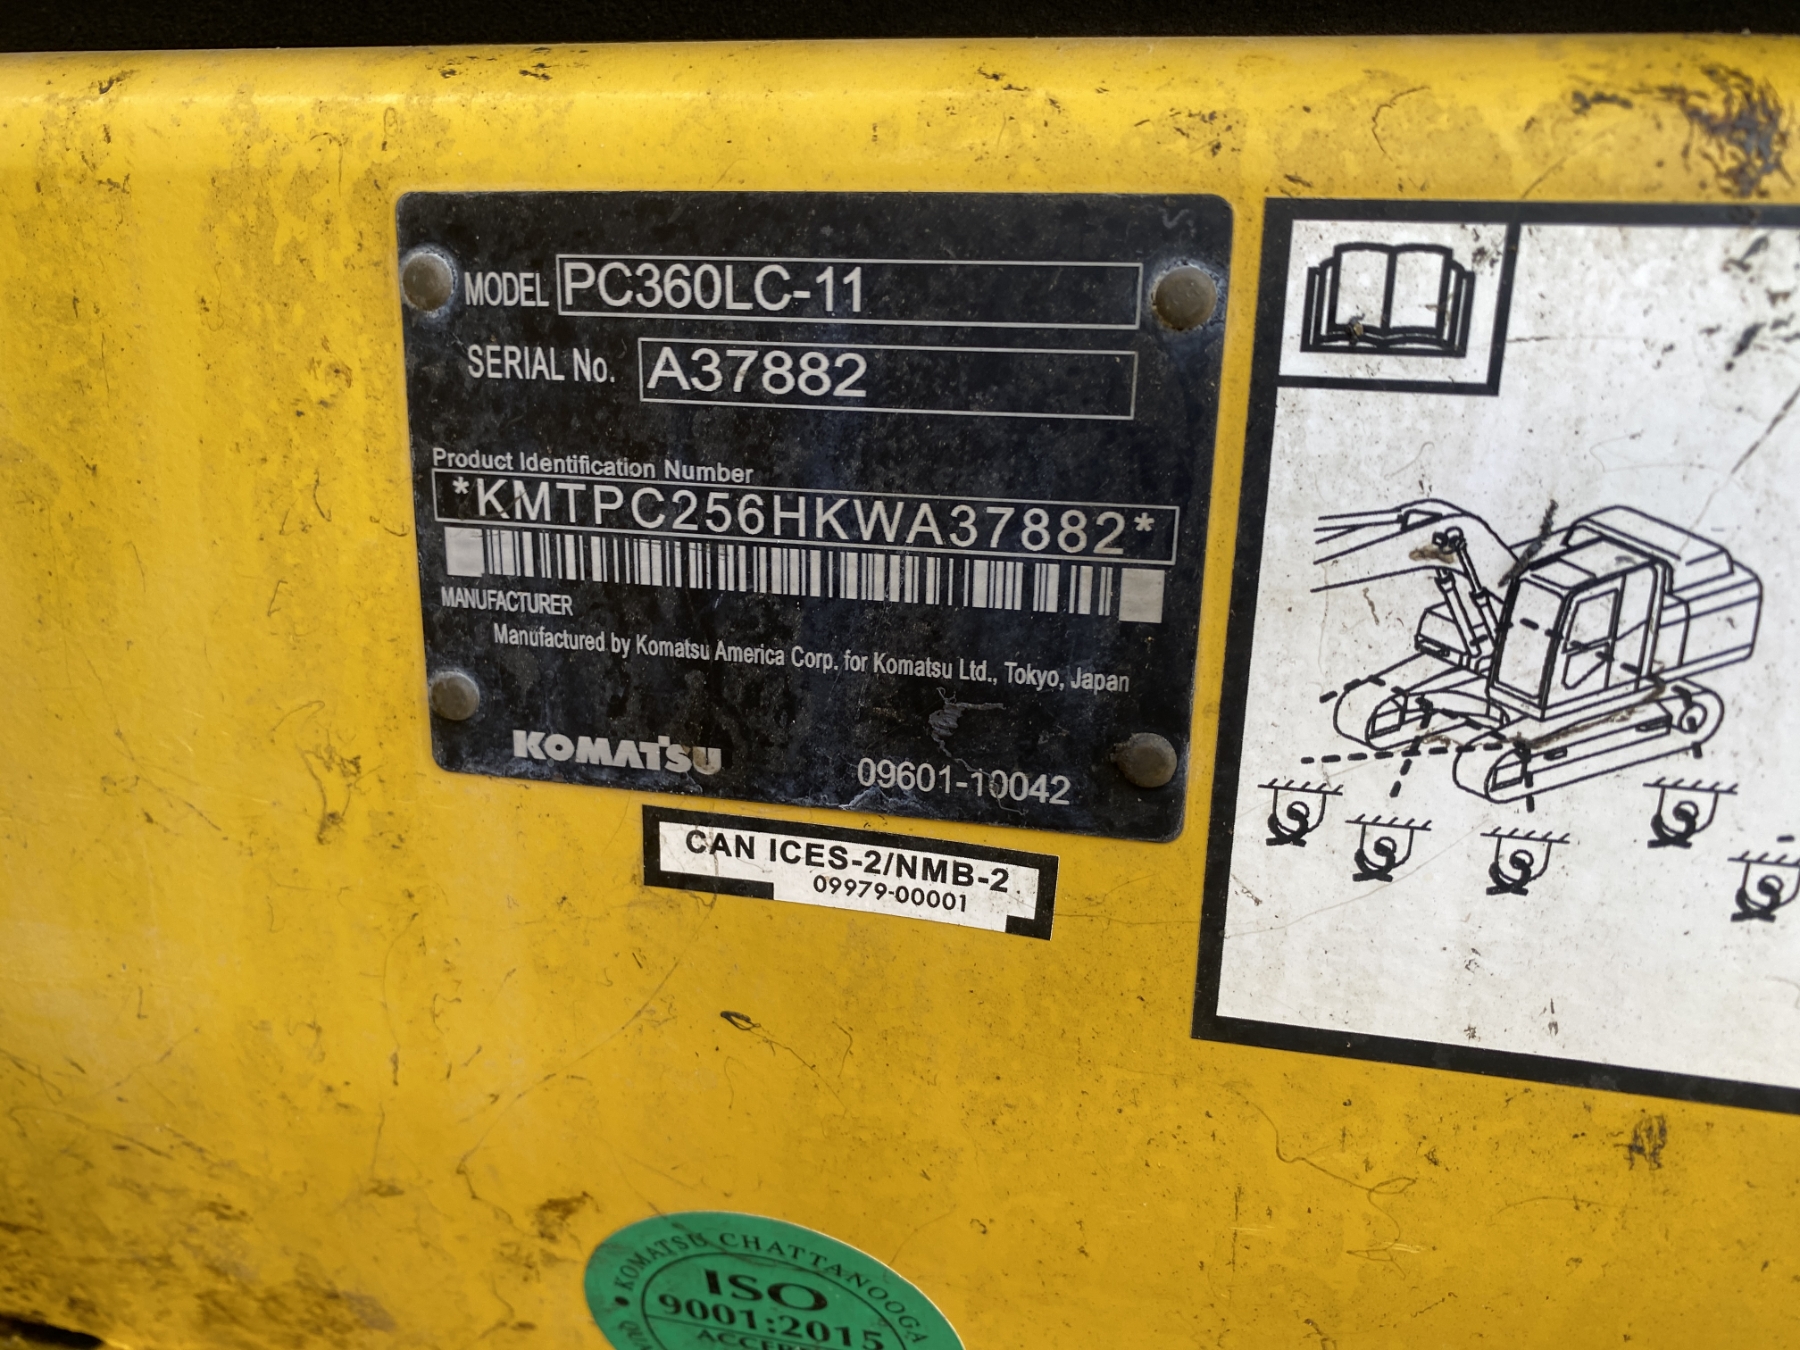 MODEL PC360LC-11
SERIAL No. A37882
Product Identification Number
*KMTPC256HKWA37882*
MANUFACTURER
Manufactured by Komatsu America Corp. for Komatsu Ltd., Tokyo, Japan
KOMATSU 09601-10042
CAN ICES-2/NMB-2
09979-00001
KOMATSU CHATTANOOGA
ISO
9001:2015